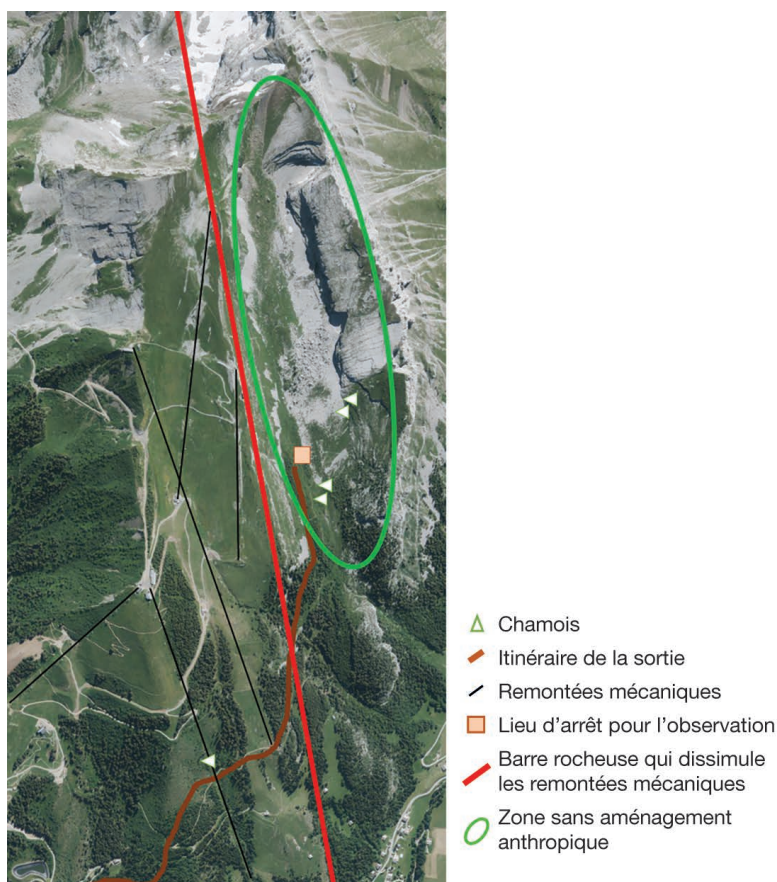 Chamois
Itinéraire de la sortie
Remontées mécaniques
Lieu d’arrêt pour l’observation
Barre rocheuse qui dissimule
les remontées mécaniques
Zone sans aménagement
anthropique